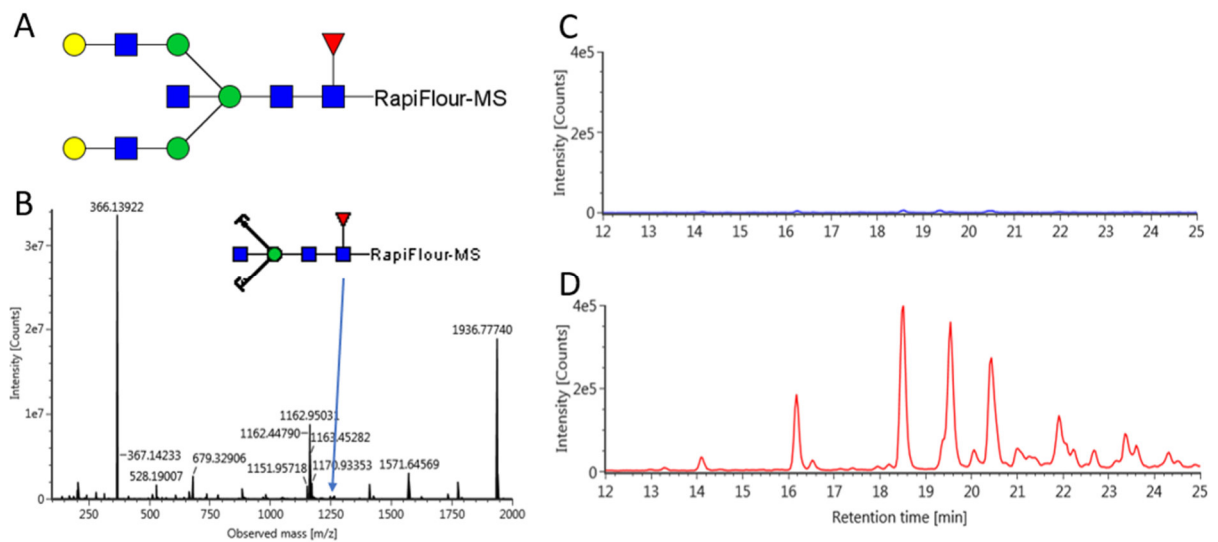 A
RapiFlour-MS
B
366.13922
1936.77740
3e7
2e7
1e7
0
Intensity [Counts]
RapiFlour-MS
1162.95031
1162.44790
1163.45282
367.14233
679.32906
528.19007
1151.95718
1170.93353
1571.64569
250
500
750
1000
1250
1500
1750
2000
Observed mass [m/z]
C
4e5
2e5
0
Intensity [Counts]
12 13 14 15 16 17 18 19 20 21 22 23 24 25
D
4e5
2e5
0
Intensity [Counts]
12 13 14 15 16 17 18 19 20 21 22 23 24 25
Retention time [min]